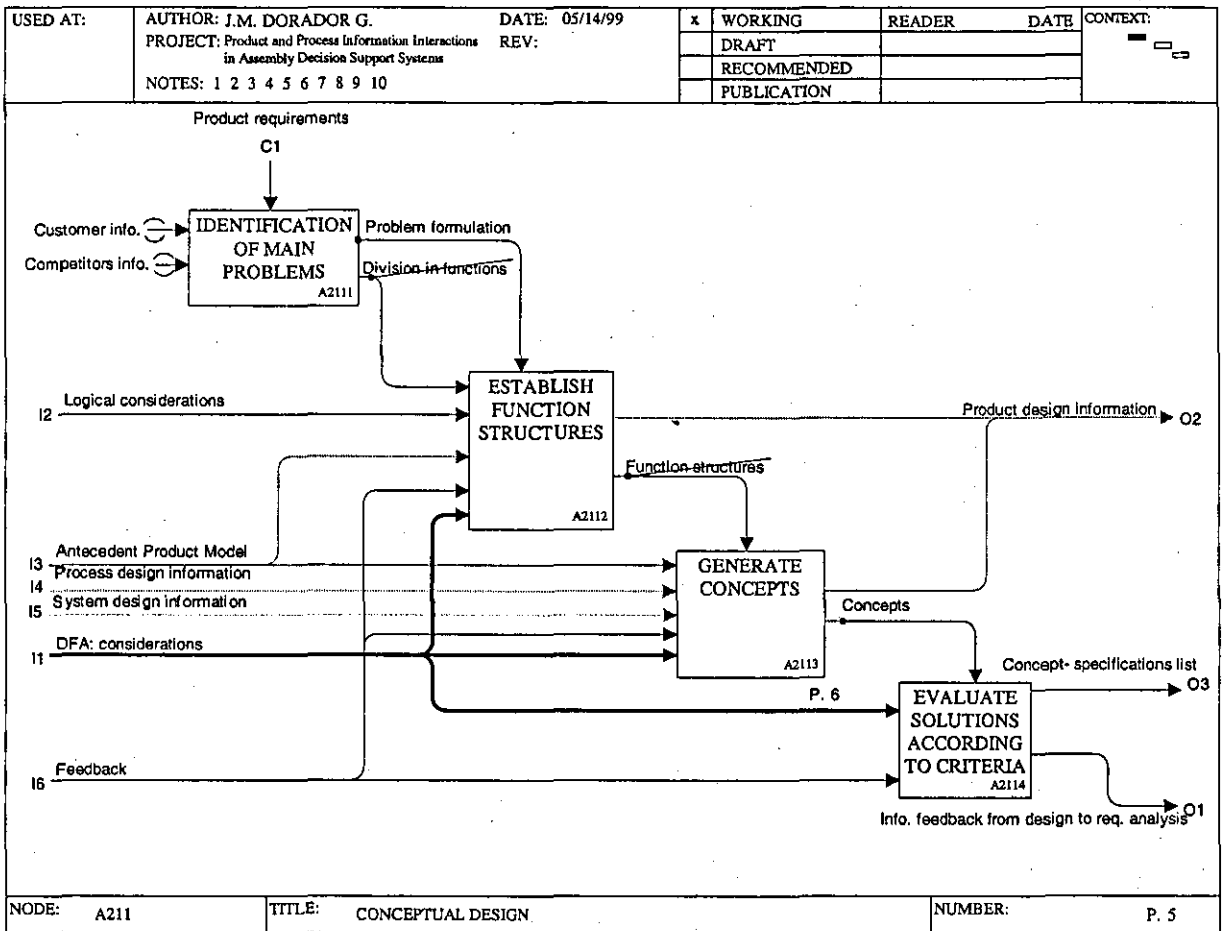 USED AT:
AUTHOR: J.M. DORADOR G.
DATE: 05/14/99
x WORKING
READER DATE
CONTEXT:
PROJECT: Product and Process Information Interactions
in Assembly Decision Support Systems
REV:
DRAFT
RECOMMENDED
NOTES: 1 2 3 4 5 6 7 8 9 10
PUBLICATION
Product requirements
C1
Customer info.
Competitors info.
IDENTIFICATION
OF MAIN
PROBLEMS
A2111
Problem formulation
Division in functions
ESTABLISH
FUNCTION
STRUCTURES
A2112
I2 Logical considerations
Product design information O2
Function structures
I3 Antecedent Product Model
I4 Process design information
I5 System design information
I1 DFA: considerations
GENERATE
CONCEPTS
A2113
Concepts
P. 6
Concept- specifications list
O3
EVALUATE
SOLUTIONS
ACCORDING
TO CRITERIA
A2114
I6 Feedback
O1
Info. feedback from design to req. analysis
NODE: A211
TITLE: CONCEPTUAL DESIGN
NUMBER: P. 5